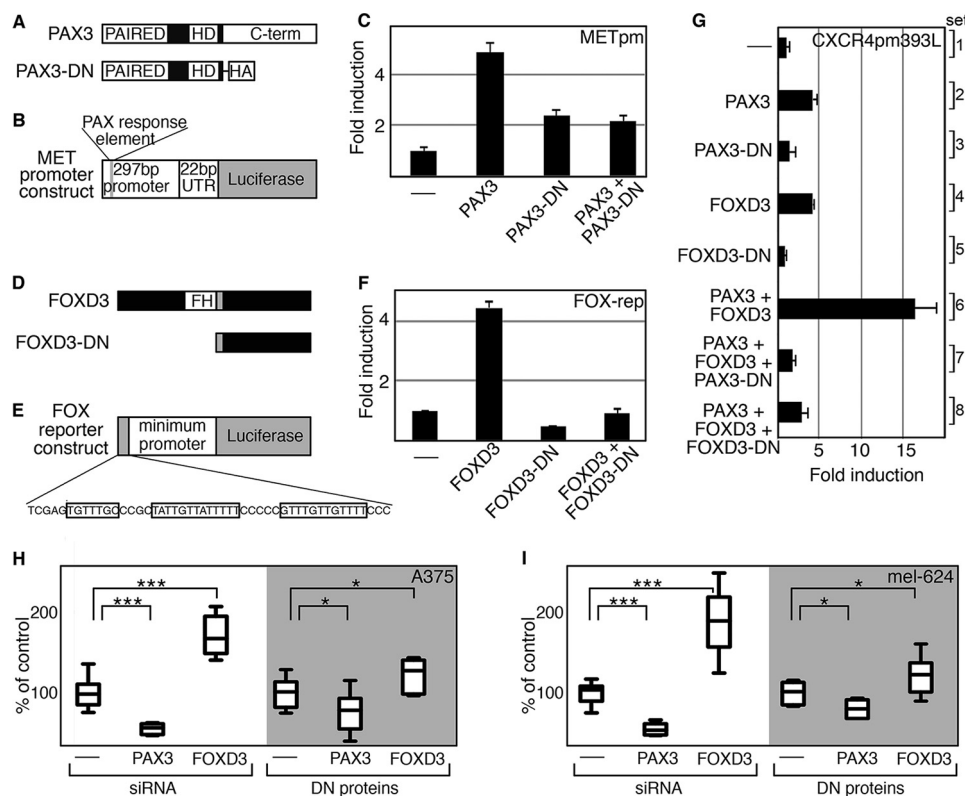 A
PAX3
PAIRED HD C-term
PAX3-DN
PAIRED HD HA
B
PAX response
element
MET
promoter
construct
297bp
promoter
22bp
UTR
Luciferase
C
METpm
Fold induction
4
2
—
PAX3
PAX3-DN
PAX3 +
PAX3-DN
D
FOXD3
FH
FOXD3-DN
E
FOX
reporter
construct
minimum
promoter
Luciferase
TCGAGTGTTTGCCCGCTATTGTTATTTTTCCCCCGTTTGTTGTTTTCCC
F
FOX-rep
Fold induction
4
2
—
FOXD3
FOXD3-DN
FOXD3 +
FOXD3-DN
G
set
CXCR4pm393L
— 1
PAX3 2
PAX3-DN 3
FOXD3 4
FOXD3-DN 5
PAX3 +
FOXD3 6
PAX3 +
FOXD3 +
PAX3-DN 7
PAX3 +
FOXD3 +
FOXD3-DN 8
5 10 15
Fold induction
H
A375
% of control
200
100
*** *
*** *
— PAX3 FOXD3 — PAX3 FOXD3
siRNA DN proteins
I
mel-624
% of control
200
100
*** *
*** *
— PAX3 FOXD3 — PAX3 FOXD3
siRNA DN proteins